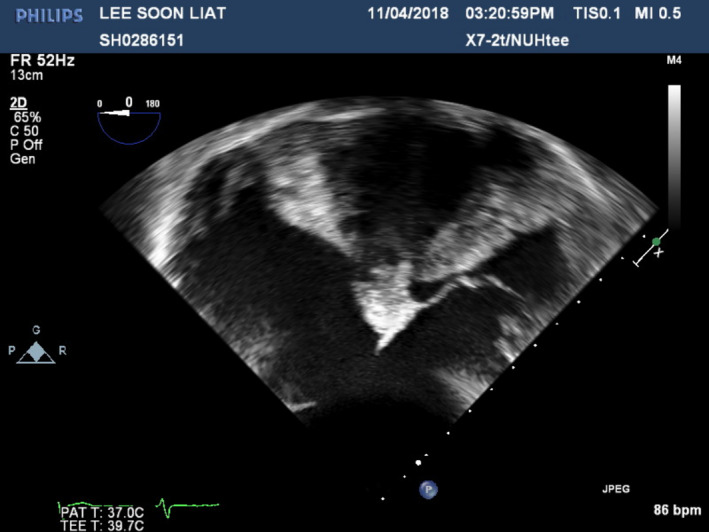 PHILIPS LEE SOON LIAT 11/04/2018 03:20:59PM TIS0.1 MI 0.5
SH0286151 X7-2t/NUHtee
FR 52Hz
13cm
M4
2D
65%
C 50
P Off
Gen
0 0 180
X
G
P R
P
JPEG
PAT T: 37.0C
TEE T: 39.7C
86 bpm